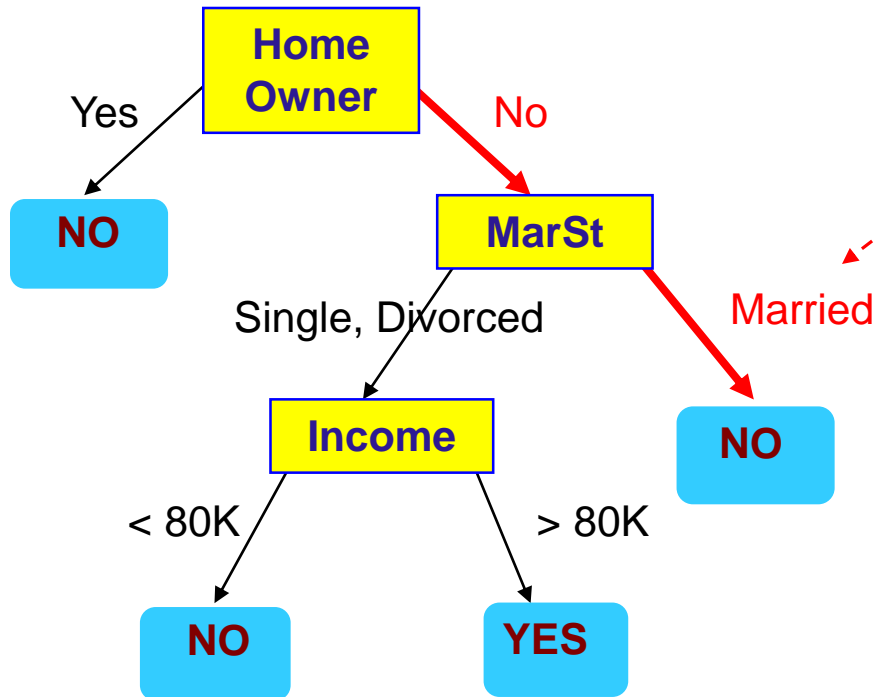 Home
Owner
Yes
No
NO
MarSt
Single, Divorced
Married
Income
NO
< 80K
> 80K
NO
YES